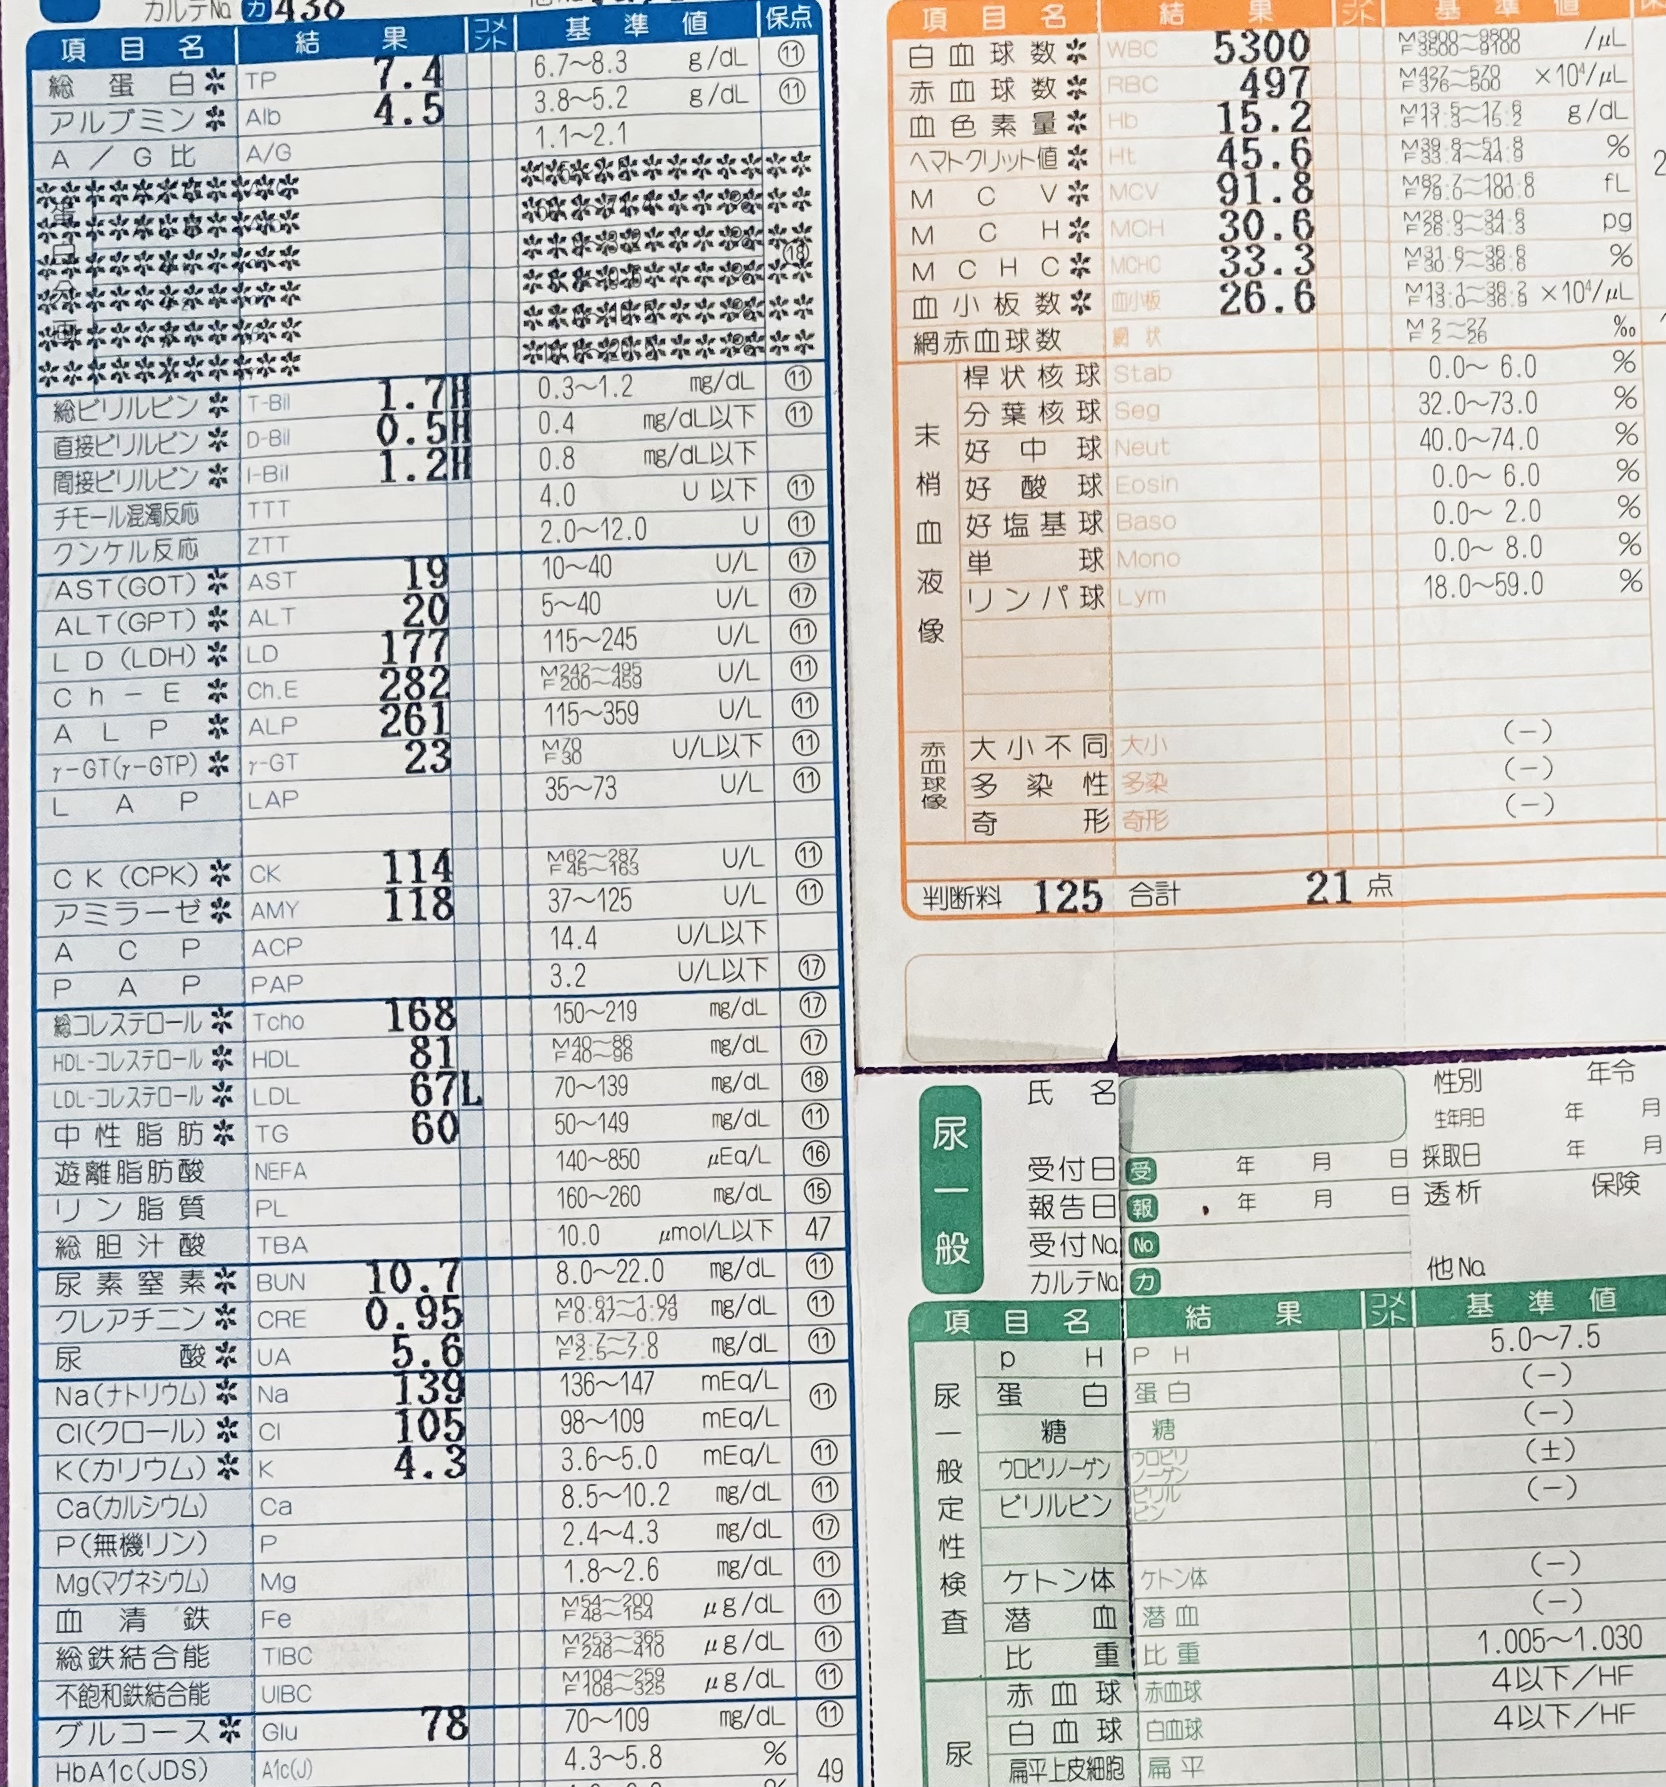 カルテNo カ 438
項目名 結果 コメント 基準値 保点
総蛋白＊ TP 7.4 6.7〜8.3 g/dL ⑪
アルブミン＊ Alb 4.5 3.8〜5.2 g/dL ⑪
A／G比 A/G 1.1〜2.1
総ビリルビン＊ T-Bil 1.7H 0.3〜1.2 mg/dL ⑪
直接ビリルビン＊ D-Bil 0.5H 0.4 mg/dL以下 ⑪
間接ビリルビン＊ I-Bil 1.2H 0.8 mg/dL以下
チモール混濁反応 TTT 4.0 U以下 ⑪
クンケル反応 ZTT 2.0〜12.0 U ⑪
AST(GOT)＊ AST 19 10〜40 U/L ⑰
ALT(GPT)＊ ALT 20 5〜40 U/L ⑰
LD(LDH)＊ LD 177 115〜245 U/L ⑪
Ch-E＊ Ch.E 282 M242〜495 F200〜459 U/L ⑪
ALP＊ ALP 261 115〜359 U/L ⑪
γ-GT(γ-GTP)＊ γ-GT 23 M70 F30 U/L以下 ⑪
LAP LAP 35〜73 U/L ⑪
CK(CPK)＊ CK 114 M62〜287 F45〜163 U/L ⑪
アミラーゼ＊ AMY 118 37〜125 U/L ⑪
ACP ACP 14.4 U/L以下
PAP PAP 3.2 U/L以下 ⑰
総コレステロール＊ Tcho 168 150〜219 mg/dL ⑰
HDL-コレステロール＊ HDL 81 M40〜86 F40〜96 mg/dL ⑰
LDL-コレステロール＊ LDL 67L 70〜139 mg/dL ⑱
中性脂肪＊ TG 60 50〜149 mg/dL ⑪
遊離脂肪酸 NEFA 140〜850 μEq/L ⑯
リン脂質 PL 160〜260 mg/dL ⑮
総胆汁酸 TBA 10.0 μmol/L以下 47
尿素窒素＊ BUN 10.7 8.0〜22.0 mg/dL ⑪
クレアチニン＊ CRE 0.95 M0.61〜1.04 F0.47〜0.79 mg/dL ⑪
尿酸＊ UA 5.6 M3.7〜7.8 F2.5〜7.8 mg/dL ⑪
Na(ナトリウム)＊ Na 139 136〜147 mEq/L ⑪
Cl(クロール)＊ Cl 105 98〜109 mEq/L
K(カリウム)＊ K 4.3 3.6〜5.0 mEq/L ⑪
Ca(カルシウム) Ca 8.5〜10.2 mg/dL ⑪
P(無機リン) P 2.4〜4.3 mg/dL ⑰
Mg(マグネシウム) Mg 1.8〜2.6 mg/dL ⑪
血清鉄 Fe M54〜200 F48〜154 μg/dL ⑪
総鉄結合能 TIBC M253〜365 F246〜410 μg/dL ⑪
不飽和鉄結合能 UIBC M104〜259 F108〜325 μg/dL ⑪
グルコース＊ Glu 78 70〜109 mg/dL ⑪
HbA1c(JDS) A1c(J) 4.3〜5.8 % 49
項目名 結果 コメント 基準値
白血球数＊ WBC 5300 M3900〜9800 F3500〜9100 /μL
赤血球数＊ RBC 497 M427〜570 F376〜500 ×10⁴/μL
血色素量＊ Hb 15.2 M13.5〜17.6 F11.3〜15.2 g/dL
ヘマトクリット値＊ Ht 45.6 M39.8〜51.8 F33.4〜44.9 %
MCV＊ MCV 91.8 M82.7〜101.6 F79.0〜100.0 fL
MCH＊ MCH 30.6 M28.0〜34.6 F26.3〜34.3 pg
MCHC＊ MCHC 33.3 M31.6〜36.6 F30.7〜36.6 %
血小板数＊ 血小板 26.6 M13.1〜36.2 F13.0〜36.9 ×10⁴/μL
網赤血球数 網状 M2〜27 F2〜26 ‰
末梢血液像
桿状核球 Stab 0.0〜6.0 %
分葉核球 Seg 32.0〜73.0 %
好中球 Neut 40.0〜74.0 %
好酸球 Eosin 0.0〜6.0 %
好塩基球 Baso 0.0〜2.0 %
単球 Mono 0.0〜8.0 %
リンパ球 Lym 18.0〜59.0 %
赤血球像
大小不同 大小 (−)
多染性 多染 (−)
奇形 奇形 (−)
判断料 125 合計 21点
尿一般
氏名 性別 年令
生年月日 年 月
受付日 受 年 月 日 採取日 年 月
報告日 報 年 月 日 透析 保険
受付No No
カルテNo カ 他No
項目名 結果 コメント 基準値
尿一般定性検査
pH PH 5.0〜7.5
蛋白 蛋白 (−)
糖 糖 (−)
ウロビリノーゲン ウロビリノーゲン (±)
ビリルビン ビリルビン (−)
ケトン体 ケトン体 (−)
潜血 潜血 (−)
比重 比重 1.005〜1.030
尿
赤血球 赤血球 4以下／HF
白血球 白血球 4以下／HF
扁平上皮細胞 扁平